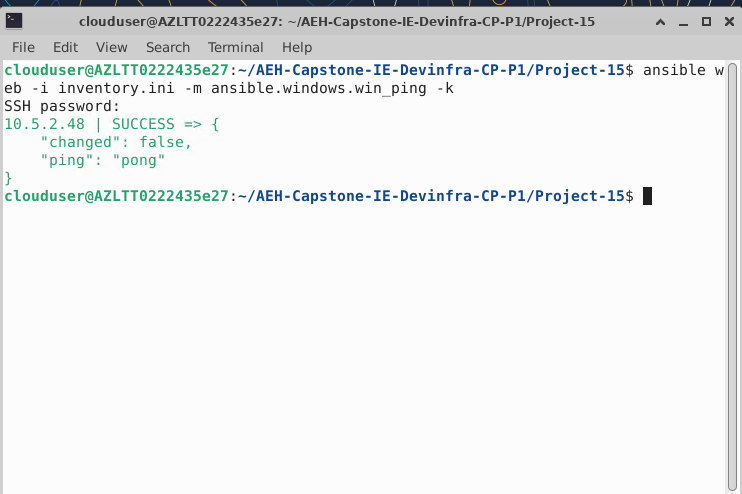 clouduser@AZLTT0222435e27: ~/AEH-Capstone-IE-Devinfra-CP-P1/Project-15
File Edit View Search Terminal Help
clouduser@AZLTT0222435e27:~/AEH-Capstone-IE-Devinfra-CP-P1/Project-15$ ansible w
eb -i inventory.ini -m ansible.windows.win_ping -k
SSH password:
10.5.2.48 | SUCCESS => {
    "changed": false,
    "ping": "pong"
}
clouduser@AZLTT0222435e27:~/AEH-Capstone-IE-Devinfra-CP-P1/Project-15$